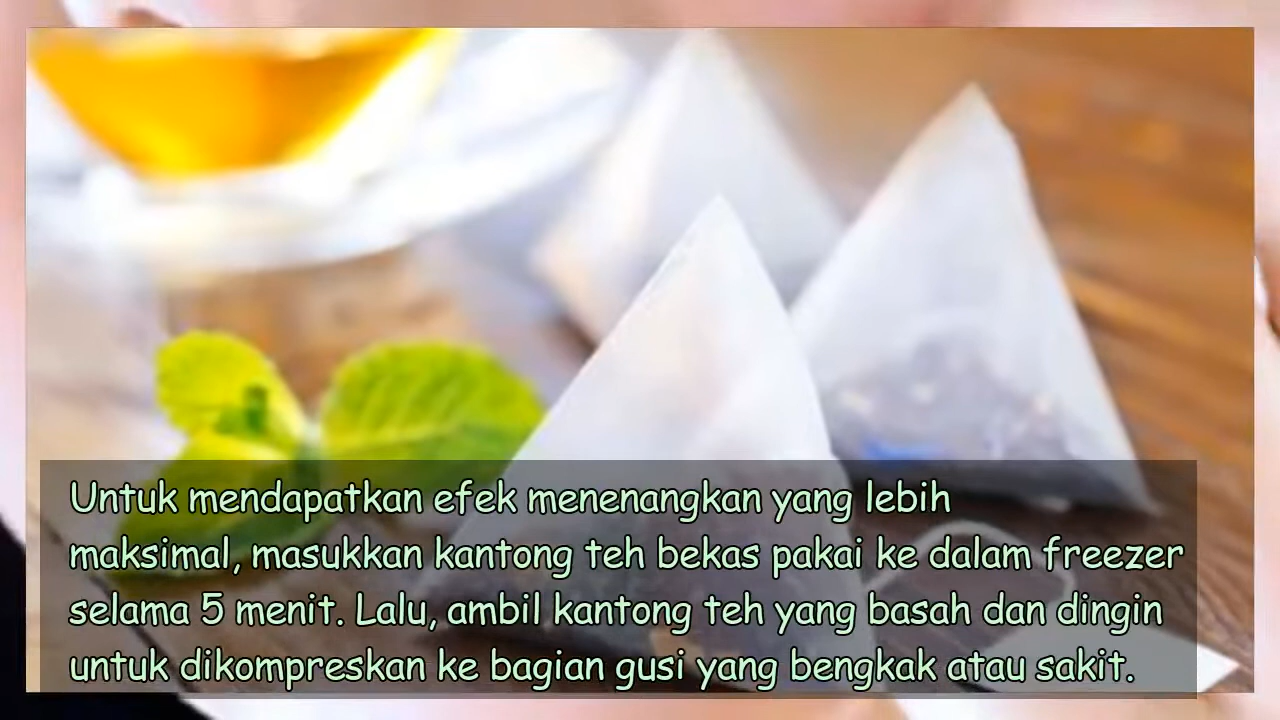 Untuk mendapatkan efek menenangkan yang lebih
maksimal, masukkan kantong teh bekas pakai ke dalam freezer
selama 5 menit. Lalu, ambil kantong teh yang basah dan dingin
untuk dikompreskan ke bagian gusi yang bengkak atau sakit.